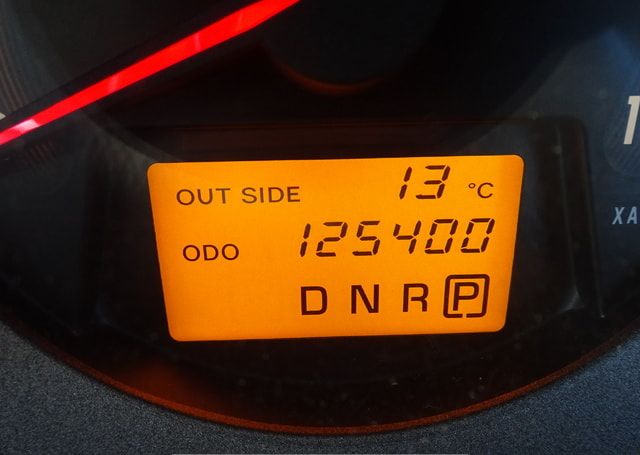 OUT SIDE 13 °C
ODO 125400
D N R P